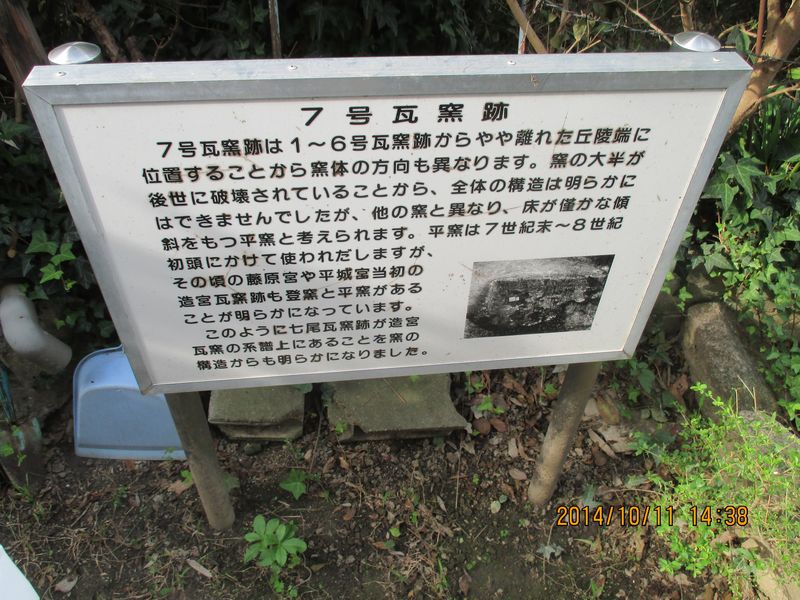 7号瓦窯跡
7号瓦窯跡は1～6号瓦窯跡からやや離れた丘陵端に
位置することから窯体の方向も異なります。窯の大半が
後世に破壊されていることから、全体の構造は明らかに
はできませんでしたが、他の窯と異なり、床が僅かな傾
斜をもつ平窯と考えられます。平窯は7世紀末～8世紀
初頭にかけて使われだしますが、
その頃の藤原宮や平城宮当初の
造宮瓦窯跡も登窯と平窯がある
ことが明らかになっています。
このように七尾瓦窯跡が造宮
瓦窯の系譜上にあることを窯の
構造からも明らかになりました。
2014/10/11 14:38